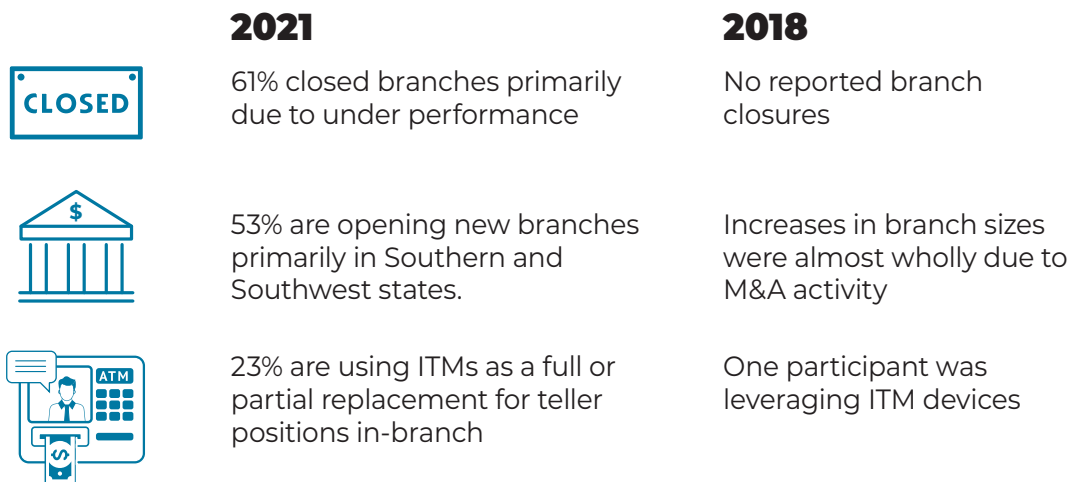 2021
2018
CLOSED
61% closed branches primarily
due to under performance
No reported branch
closures
$
53% are opening new branches
primarily in Southern and
Southwest states.
Increases in branch sizes
were almost wholly due to
M&A activity
ATM
$
23% are using ITMs as a full or
partial replacement for teller
positions in-branch
One participant was
leveraging ITM devices